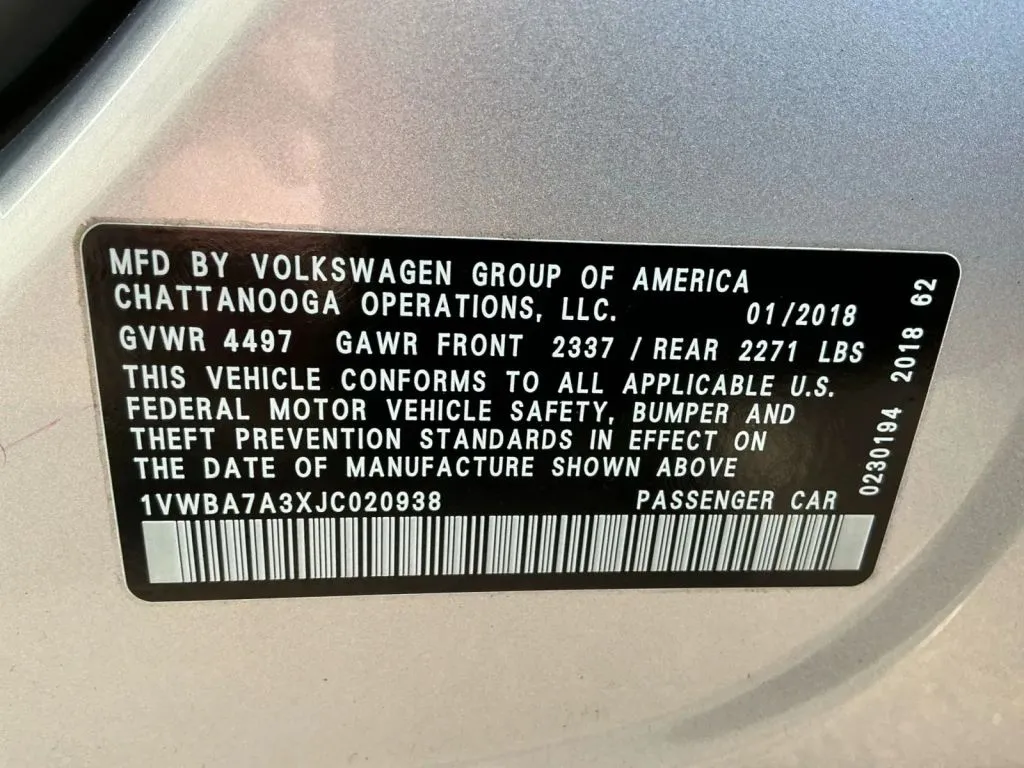 MFD BY VOLKSWAGEN GROUP OF AMERICA
CHATTANOOGA OPERATIONS, LLC. 01/2018
GVWR 4497 GAWR FRONT 2337 / REAR 2271 LBS
THIS VEHICLE CONFORMS TO ALL APPLICABLE U.S.
FEDERAL MOTOR VEHICLE SAFETY, BUMPER AND
THEFT PREVENTION STANDARDS IN EFFECT ON
THE DATE OF MANUFACTURE SHOWN ABOVE
1VWBA7A3XJC020938 PASSENGER CAR
0230194 2018 62